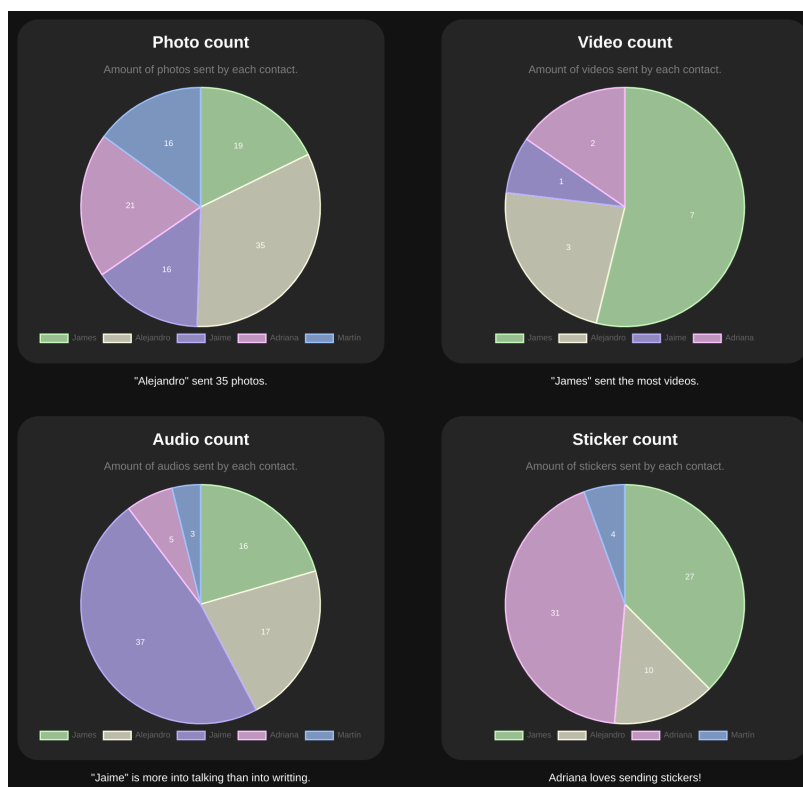 Photo count
Amount of photos sent by each contact.
16
19
21
35
16
James Alejandro Jaime Adriana Martín
"Alejandro" sent 35 photos.
Video count
Amount of videos sent by each contact.
2
1
7
3
James Alejandro Jaime Adriana
"James" sent the most videos.
Audio count
Amount of audios sent by each contact.
3
5
16
17
37
James Alejandro Jaime Adriana Martín
"Jaime" is more into talking than into writting.
Sticker count
Amount of stickers sent by each contact.
4
27
31
10
James Alejandro Adriana Martín
Adriana loves sending stickers!